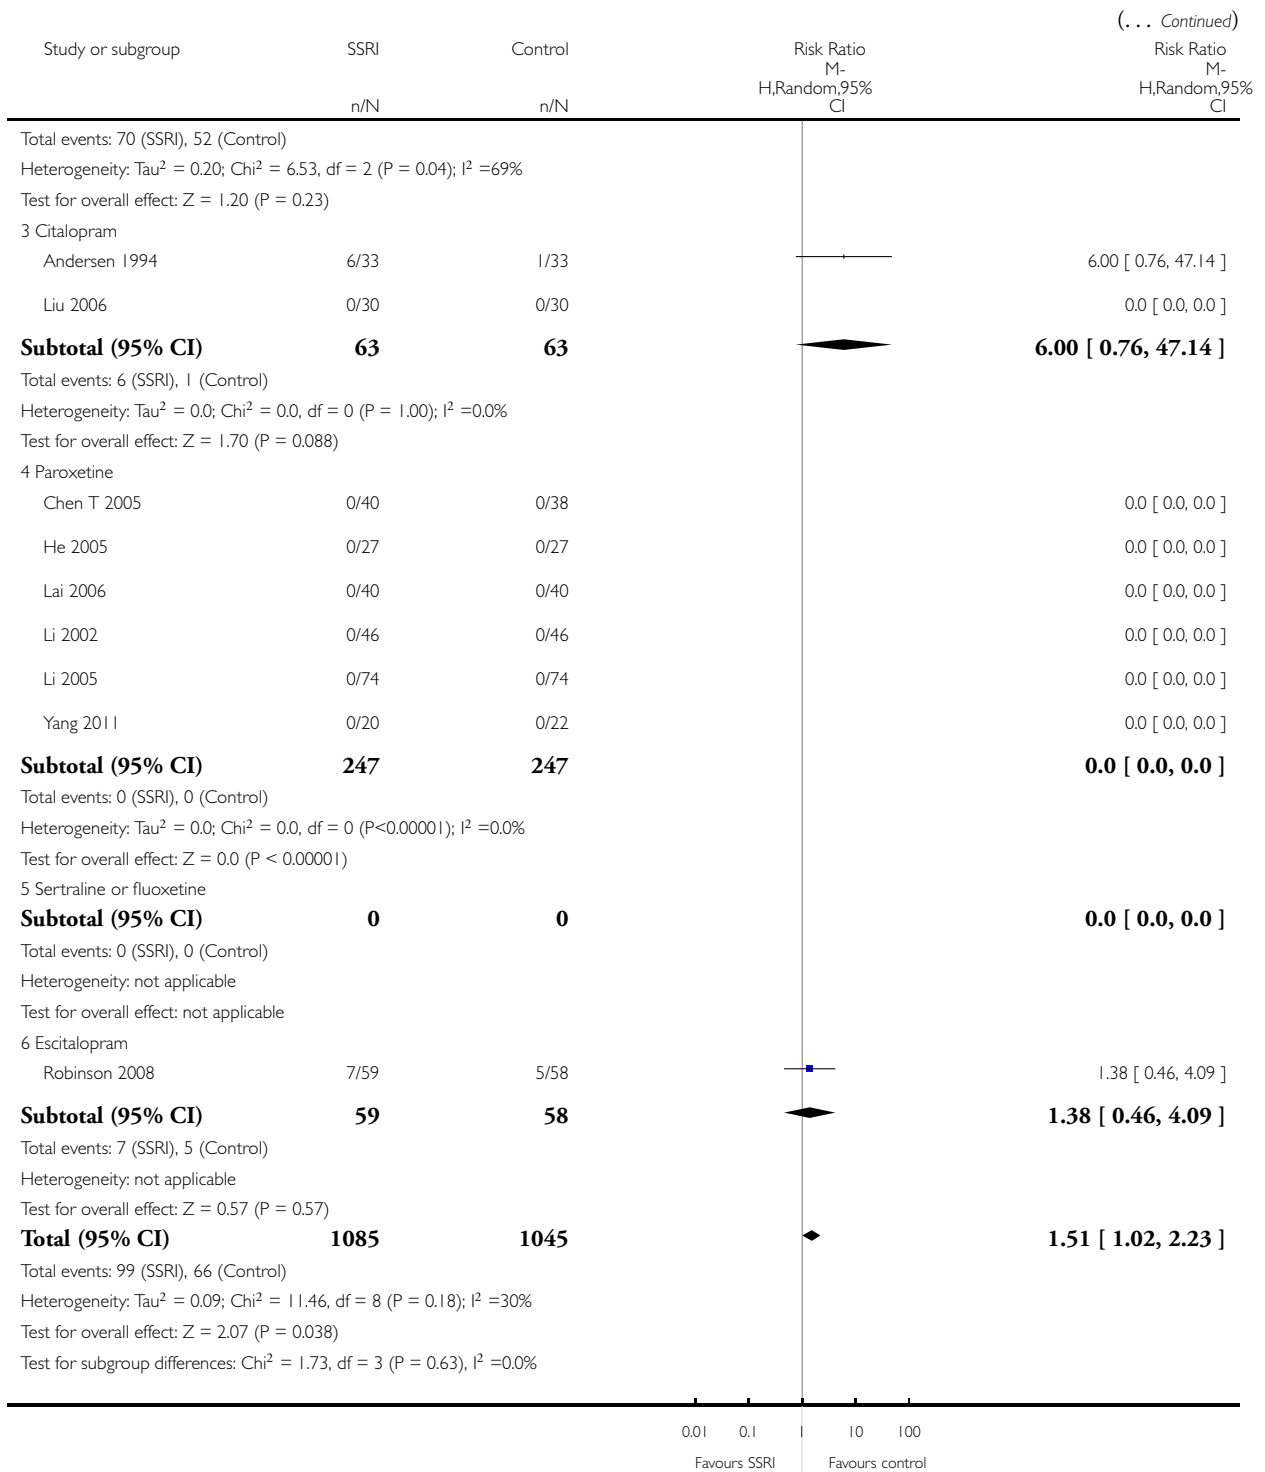 (... Continued)
Study or subgroup SSRI Control Risk Ratio Risk Ratio
M- M-
H,Random,95% H,Random,95%
n/N n/N CI CI
Total events: 70 (SSRI), 52 (Control)
Heterogeneity: Tau² = 0.20; Chi² = 6.53, df = 2 (P = 0.04); I² =69%
Test for overall effect: Z = 1.20 (P = 0.23)
3 Citalopram
Andersen 1994 6/33 1/33 6.00 [ 0.76, 47.14 ]
Liu 2006 0/30 0/30 0.0 [ 0.0, 0.0 ]
Subtotal (95% CI) 63 63 6.00 [ 0.76, 47.14 ]
Total events: 6 (SSRI), 1 (Control)
Heterogeneity: Tau² = 0.0; Chi² = 0.0, df = 0 (P = 1.00); I² =0.0%
Test for overall effect: Z = 1.70 (P = 0.088)
4 Paroxetine
Chen T 2005 0/40 0/38 0.0 [ 0.0, 0.0 ]
He 2005 0/27 0/27 0.0 [ 0.0, 0.0 ]
Lai 2006 0/40 0/40 0.0 [ 0.0, 0.0 ]
Li 2002 0/46 0/46 0.0 [ 0.0, 0.0 ]
Li 2005 0/74 0/74 0.0 [ 0.0, 0.0 ]
Yang 2011 0/20 0/22 0.0 [ 0.0, 0.0 ]
Subtotal (95% CI) 247 247 0.0 [ 0.0, 0.0 ]
Total events: 0 (SSRI), 0 (Control)
Heterogeneity: Tau² = 0.0; Chi² = 0.0, df = 0 (P<0.00001); I² =0.0%
Test for overall effect: Z = 0.0 (P < 0.00001)
5 Sertraline or fluoxetine
Subtotal (95% CI) 0 0 0.0 [ 0.0, 0.0 ]
Total events: 0 (SSRI), 0 (Control)
Heterogeneity: not applicable
Test for overall effect: not applicable
6 Escitalopram
Robinson 2008 7/59 5/58 1.38 [ 0.46, 4.09 ]
Subtotal (95% CI) 59 58 1.38 [ 0.46, 4.09 ]
Total events: 7 (SSRI), 5 (Control)
Heterogeneity: not applicable
Test for overall effect: Z = 0.57 (P = 0.57)
Total (95% CI) 1085 1045 1.51 [ 1.02, 2.23 ]
Total events: 99 (SSRI), 66 (Control)
Heterogeneity: Tau² = 0.09; Chi² = 11.46, df = 8 (P = 0.18); I² =30%
Test for overall effect: Z = 2.07 (P = 0.038)
Test for subgroup differences: Chi² = 1.73, df = 3 (P = 0.63), I² =0.0%
0.01 0.1 1 10 100
Favours SSRI Favours control